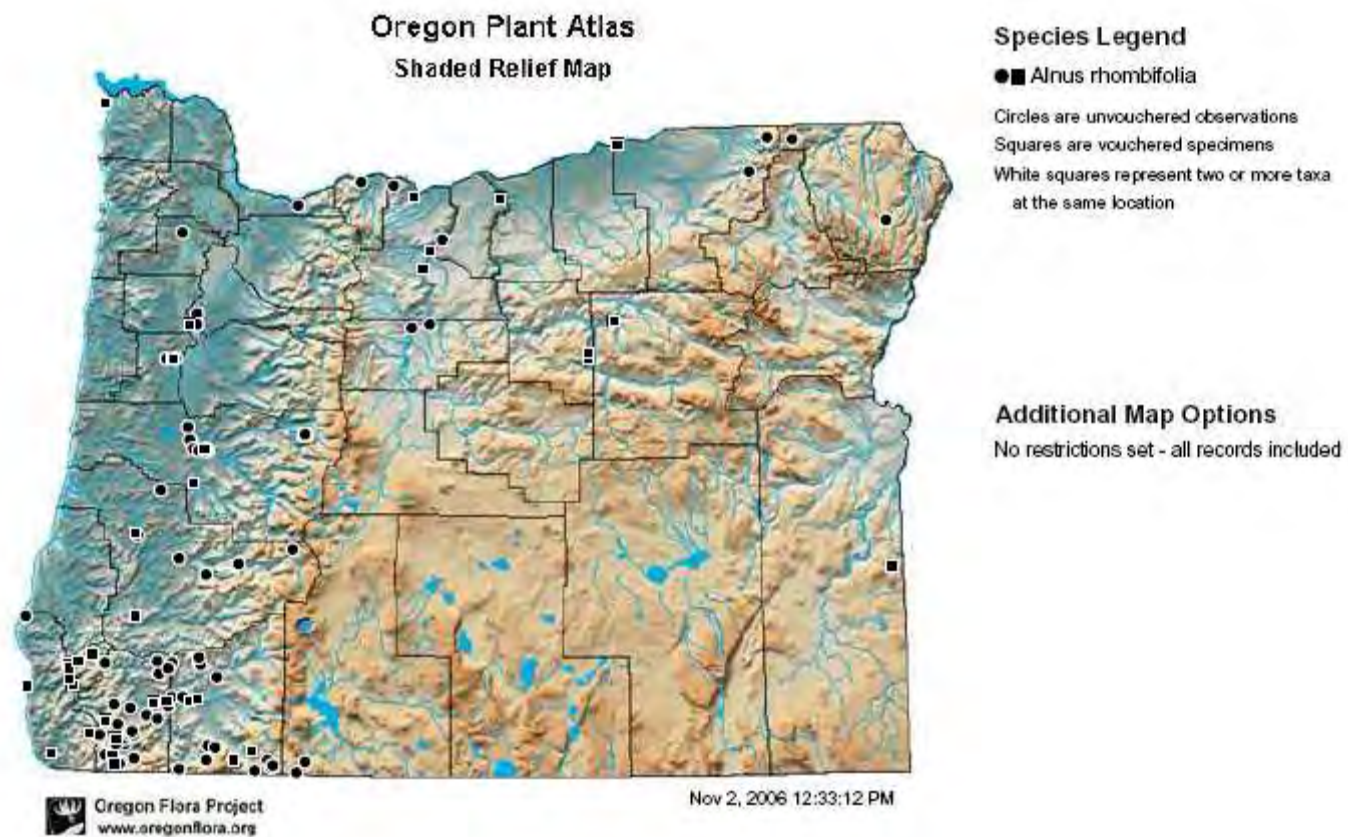 Oregon Plant Atlas
Shaded Relief Map
Species Legend
Alnus rhombifolia
Circles are unvouchered observations
Squares are vouchered specimens
White squares represent two or more taxa
at the same location
Additional Map Options
No restrictions set - all records included
Nov 2, 2006 12:33:12 PM
Oregon Flora Project
www.oregonflora.org